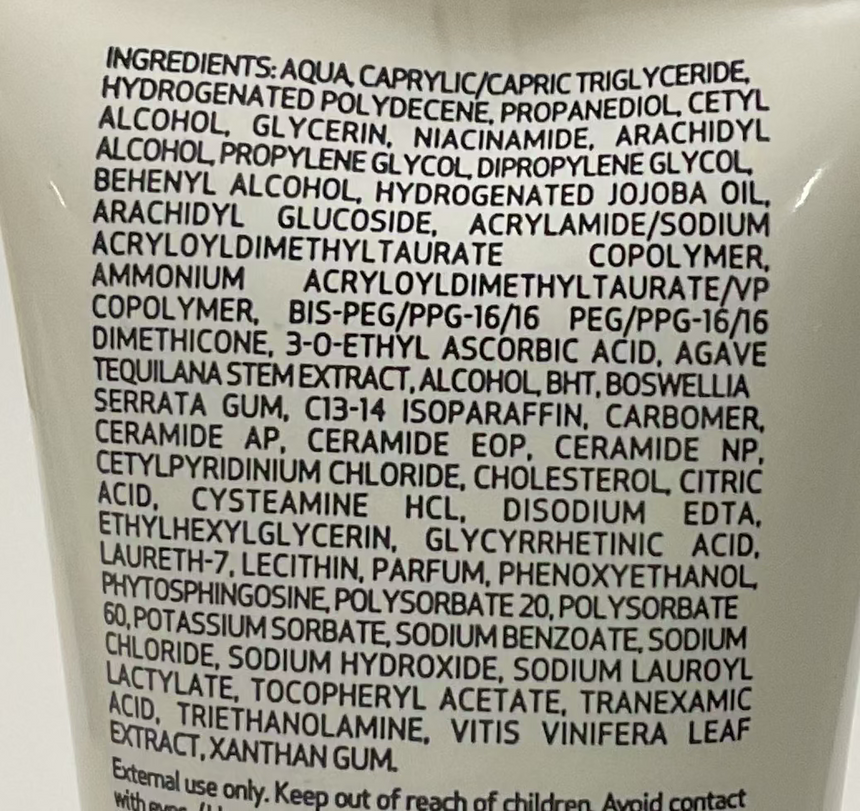 INGREDIENTS: AQUA, CAPRYLIC/CAPRIC TRIGLYCERIDE,
HYDROGENATED POLYDECENE, PROPANEDIOL, CETYL
ALCOHOL, GLYCERIN, NIACINAMIDE, ARACHIDYL
ALCOHOL, PROPYLENE GLYCOL, DIPROPYLENE GLYCOL,
BEHENYL ALCOHOL, HYDROGENATED JOJOBA OIL,
ARACHIDYL GLUCOSIDE, ACRYLAMIDE/SODIUM
ACRYLOYLDIMETHYLTAURATE COPOLYMER,
AMMONIUM ACRYLOYLDIMETHYLTAURATE/VP
COPOLYMER, BIS-PEG/PPG-16/16 PEG/PPG-16/16
DIMETHICONE, 3-O-ETHYL ASCORBIC ACID, AGAVE
TEQUILANA STEM EXTRACT, ALCOHOL, BHT, BOSWELLIA
SERRATA GUM, C13-14 ISOPARAFFIN, CARBOMER,
CERAMIDE AP, CERAMIDE EOP, CERAMIDE NP,
CETYLPYRIDINIUM CHLORIDE, CHOLESTEROL, CITRIC
ACID, CYSTEAMINE HCL, DISODIUM EDTA,
ETHYLHEXYLGLYCERIN, GLYCYRRHETINIC ACID,
LAURETH-7, LECITHIN, PARFUM, PHENOXYETHANOL,
PHYTOSPHINGOSINE, POLYSORBATE 20, POLYSORBATE
60, POTASSIUM SORBATE, SODIUM BENZOATE, SODIUM
CHLORIDE, SODIUM HYDROXIDE, SODIUM LAUROYL
LACTYLATE, TOCOPHERYL ACETATE, TRANEXAMIC
ACID, TRIETHANOLAMINE, VITIS VINIFERA LEAF
EXTRACT, XANTHAN GUM.
External use only. Keep out of reach of children. Avoid contact
with eyes.